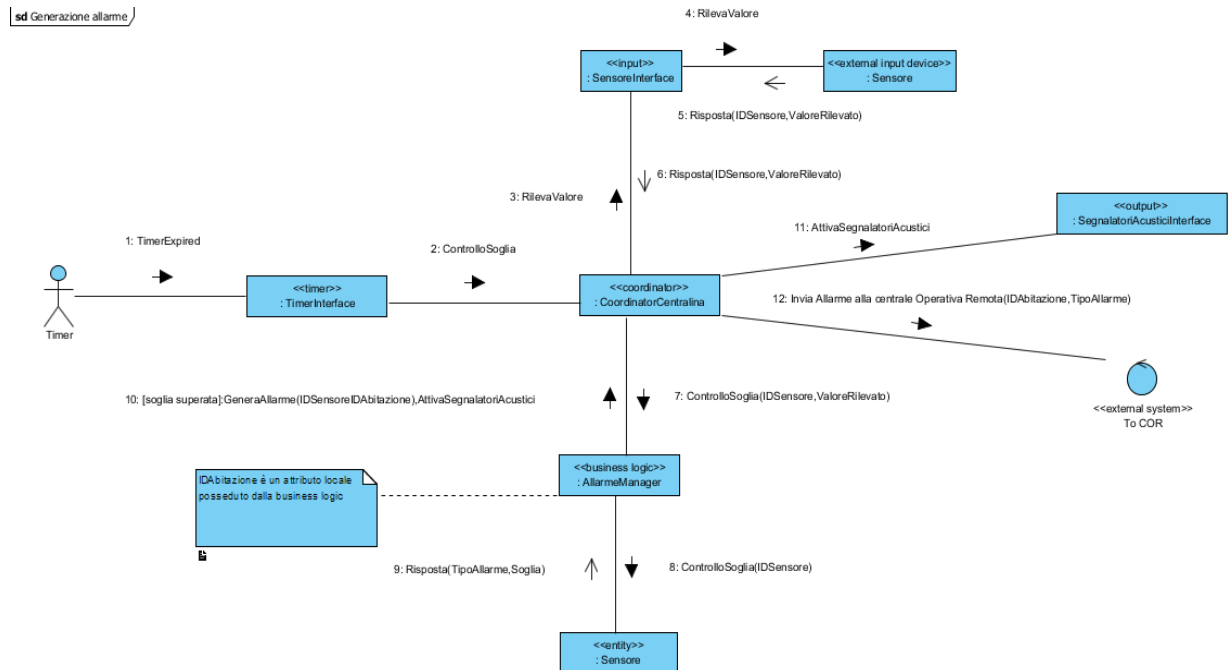 sd Generazione allarme
4: RilevaValore
<<input>>
: SensoreInterface
<<external input device>>
: Sensore
5: Risposta(IDSensore,ValoreRilevato)
6: Risposta(IDSensore,ValoreRilevato)
3: RilevaValore
<<output>>
: SegnalatoriAcusticiInterface
11: AttivaSegnalatoriAcustici
1: TimerExpired
2: ControlloSoglia
<<timer>>
: TimerInterface
<<coordinator>>
: CoordinatorCentralina
12: Invia Allarme alla centrale Operativa Remota(IDAbitazione,TipoAllarme)
Timer
10: [soglia superata]:GeneraAllarme(IDSensoreIDAbitazione),AttivaSegnalatoriAcustici
7: ControlloSoglia(IDSensore,ValoreRilevato)
<<external system>>
To COR
<<business logic>>
: AllarmeManager
IDAbitazione é un attributo locale
posseduto dalla business logic
9: Risposta(TipoAllarme,Soglia)
8: ControlloSoglia(IDSensore)
<<entity>>
: Sensore